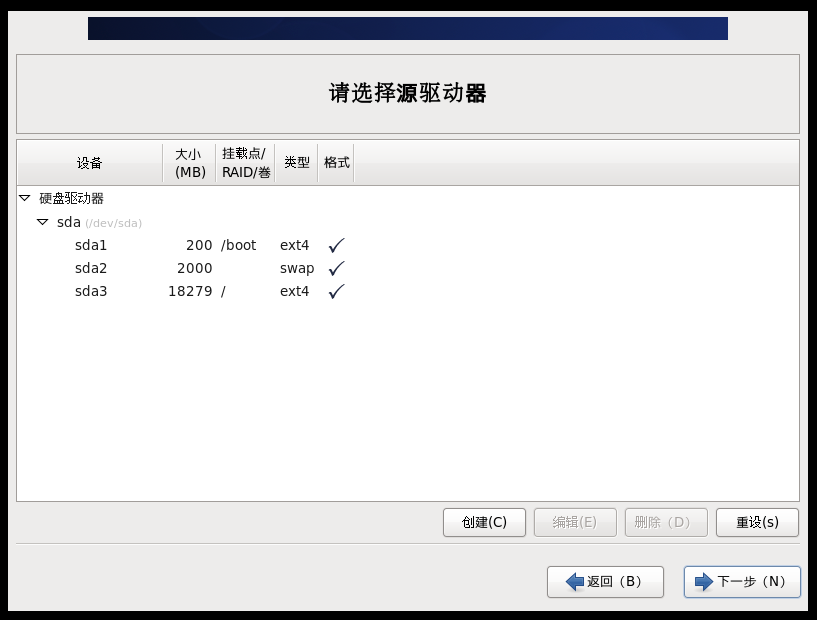 请选择源驱动器
设备 大小 (MB) 挂载点/ RAID/卷 类型 格式
硬盘驱动器
sda (/dev/sda)
sda1 200 /boot ext4 ✓
sda2 2000 swap ✓
sda3 18279 / ext4 ✓
创建(C) 编辑(E) 删除（D） 重设(s)
返回（B） 下一步（N）